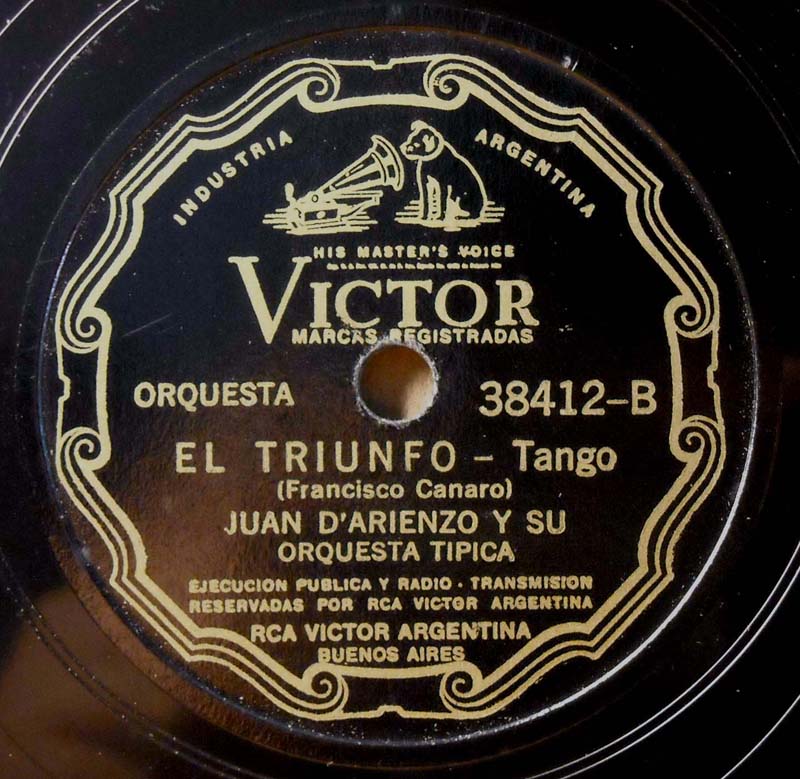 INDUSTRIA ARGENTINA
HIS MASTER'S VOICE
VICTOR
MARCAS REGISTRADAS
ORQUESTA 38412-B
EL TRIUNFO - Tango
(Francisco Canaro)
JUAN D'ARIENZO Y SU
ORQUESTA TIPICA
EJECUCION PUBLICA Y RADIO - TRANSMISION
RESERVADAS POR RCA VICTOR ARGENTINA
RCA VICTOR ARGENTINA
BUENOS AIRES